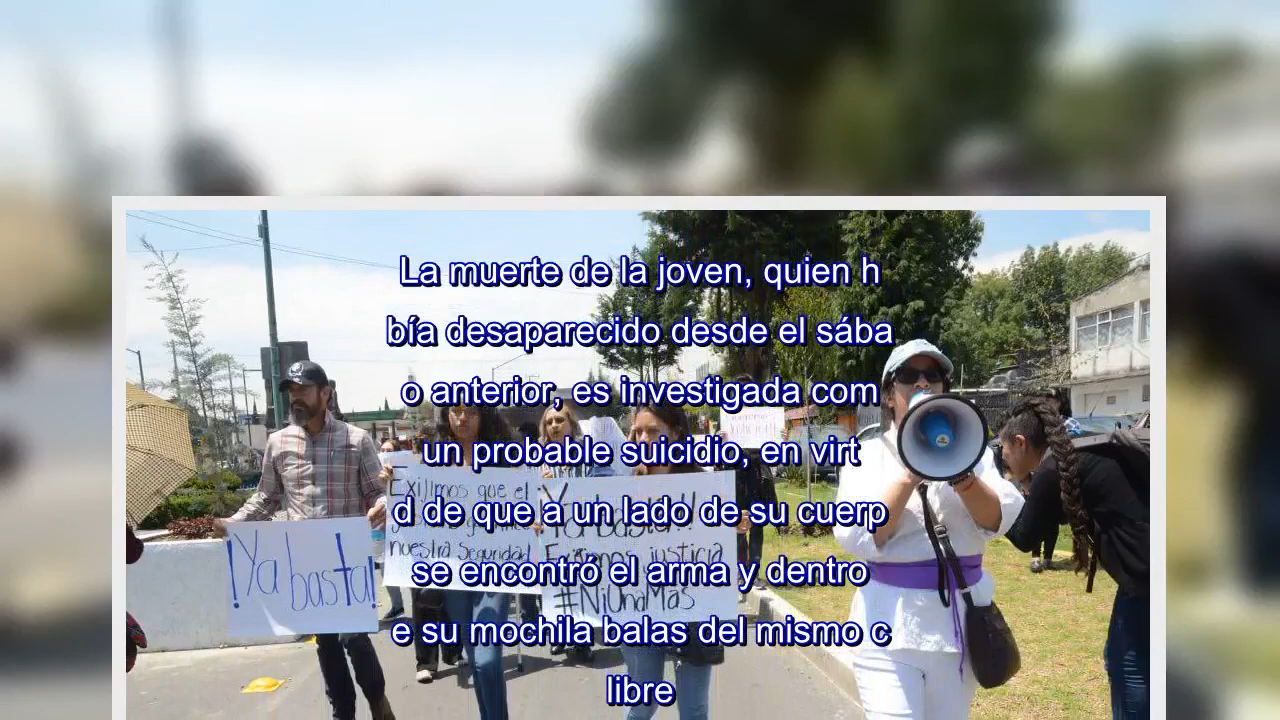 La muerte de la joven, quien h
bía desaparecido desde el sába
o anterior, es investigada com
un probable suicidio, en virt
d de que a un lado de su cuerp
se encontró el arma y dentro
e su mochila balas del mismo c
libre
¡Ya basta!
Exijimos que el
nuestra seguridad
¡Ya basta!
Exigimos justicia
#NiUnaMás